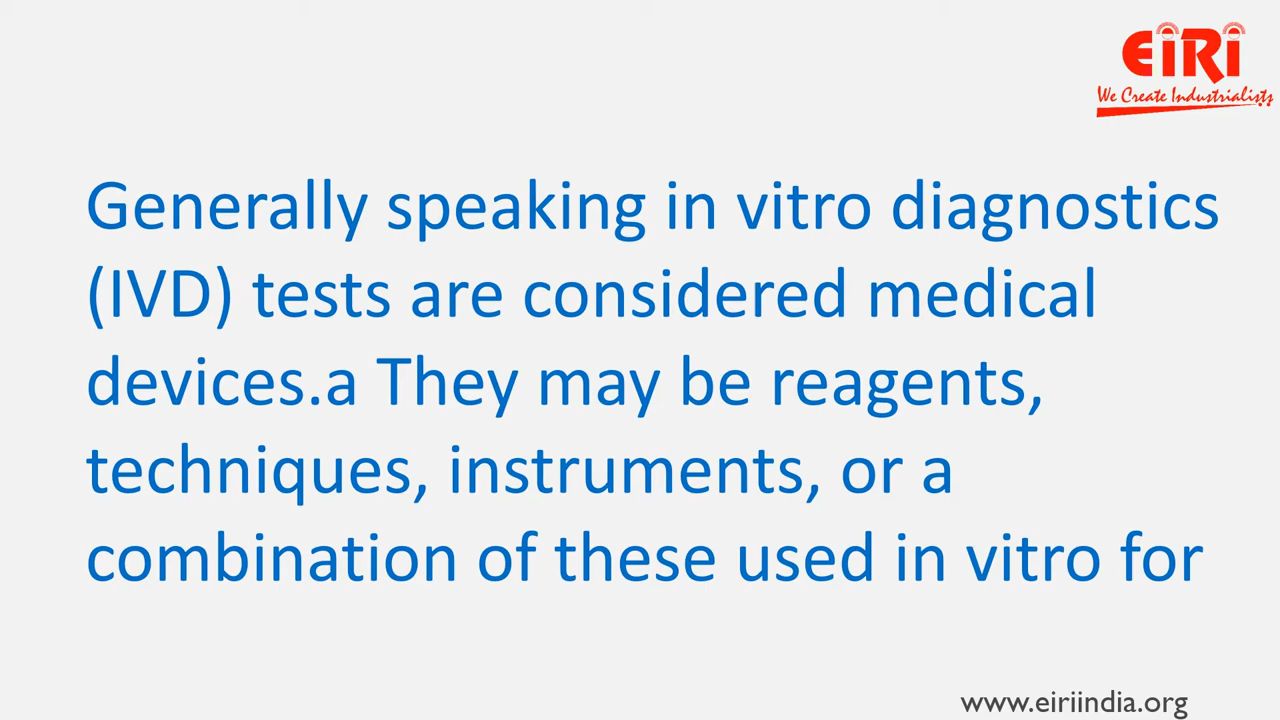 EiRi
We Create Industrialists
Generally speaking in vitro diagnostics
(IVD) tests are considered medical
devices.a They may be reagents,
techniques, instruments, or a
combination of these used in vitro for
www.eiriindia.org